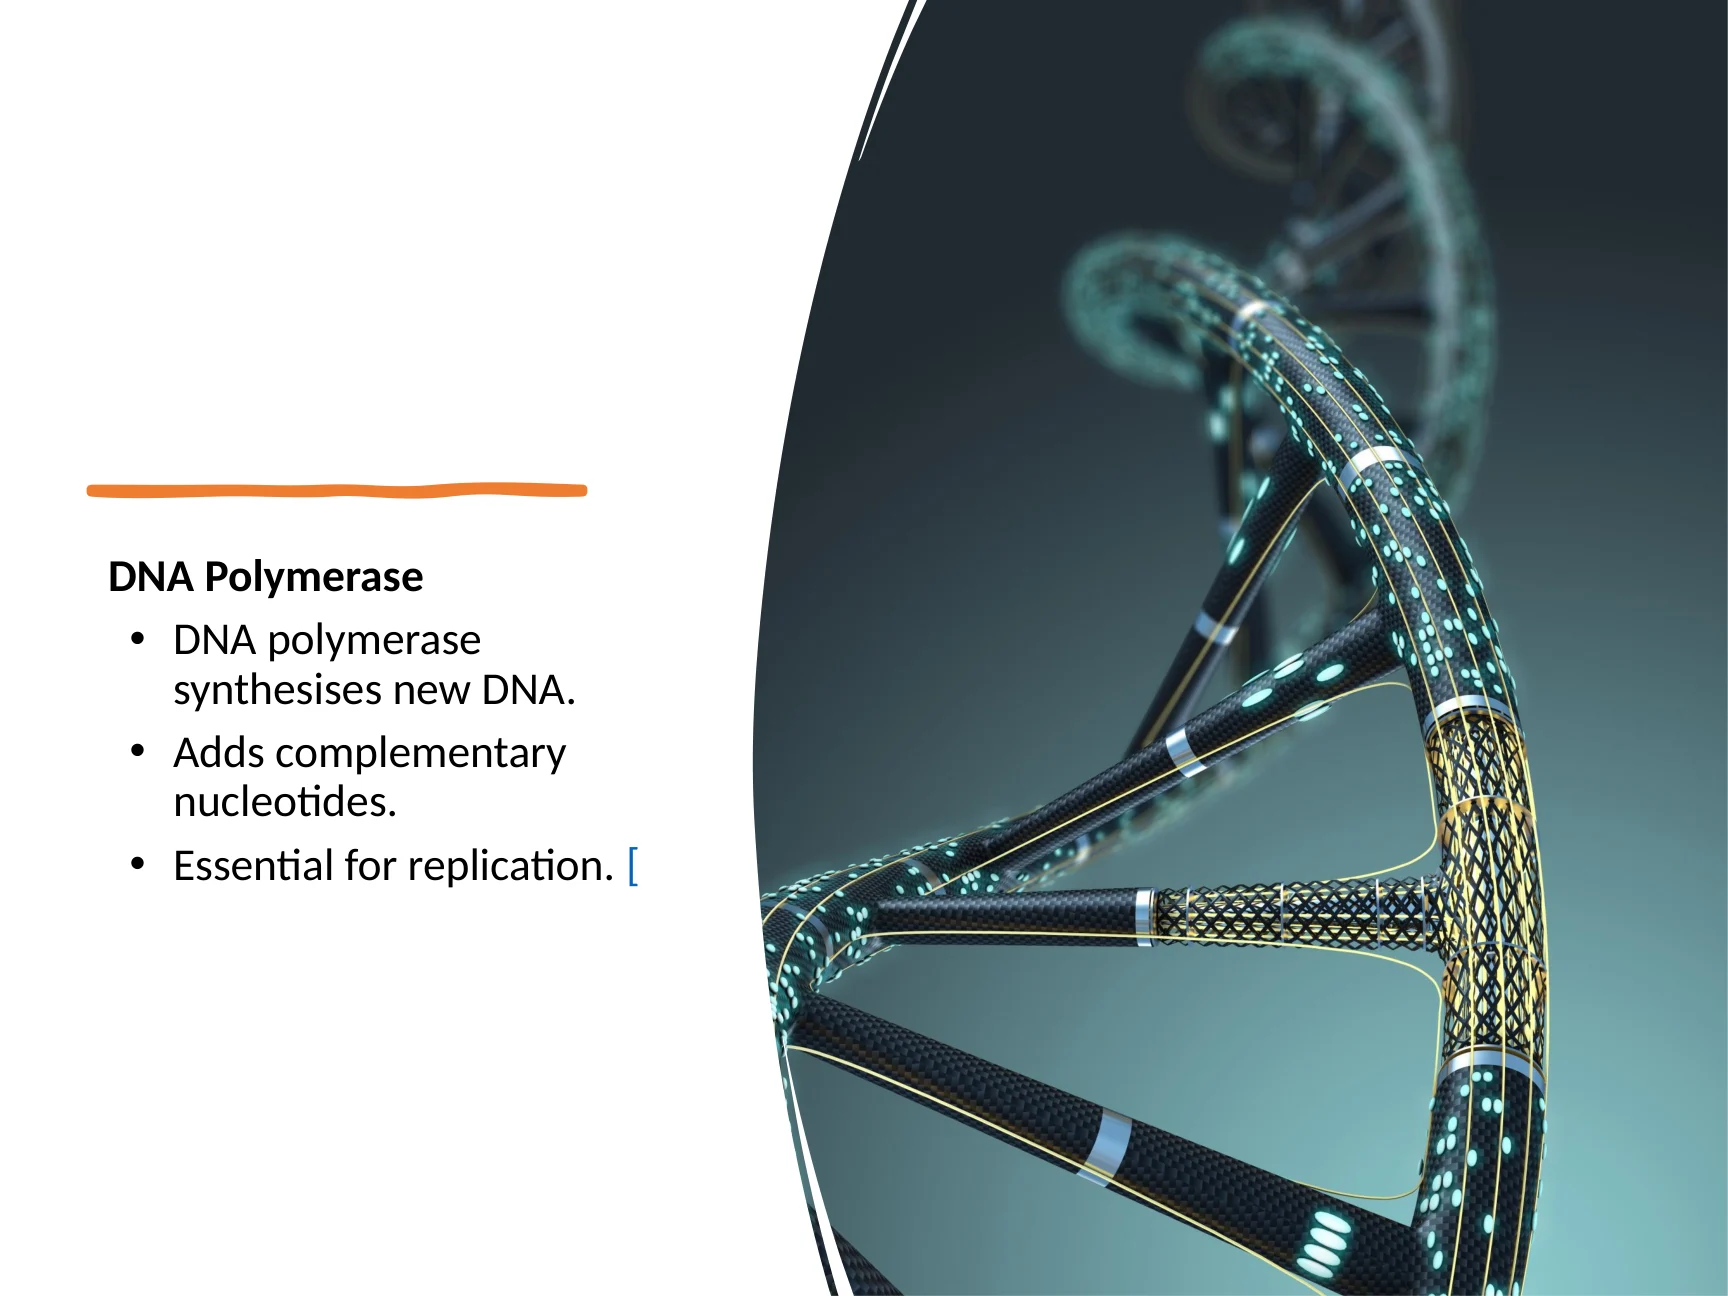 DNA Polymerase
• DNA polymerase
synthesises new DNA.
• Adds complementary
nucleotides.
• Essential for replication. [